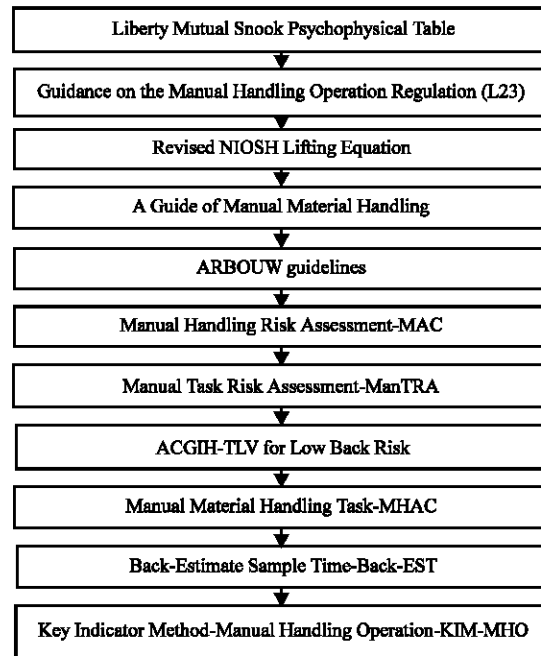 Liberty Mutual Snook Psychophysical Table
Guidance on the Manual Handling Operation Regulation (L23)
Revised NIOSH Lifting Equation
A Guide of Manual Material Handling
ARBOUW guidelines
Manual Handling Risk Assessment-MAC
Manual Task Risk Assessment-ManTRA
ACGIH-TLV for Low Back Risk
Manual Material Handling Task-MHAC
Back-Estimate Sample Time-Back-EST
Key Indicator Method-Manual Handling Operation-KIM-MHO